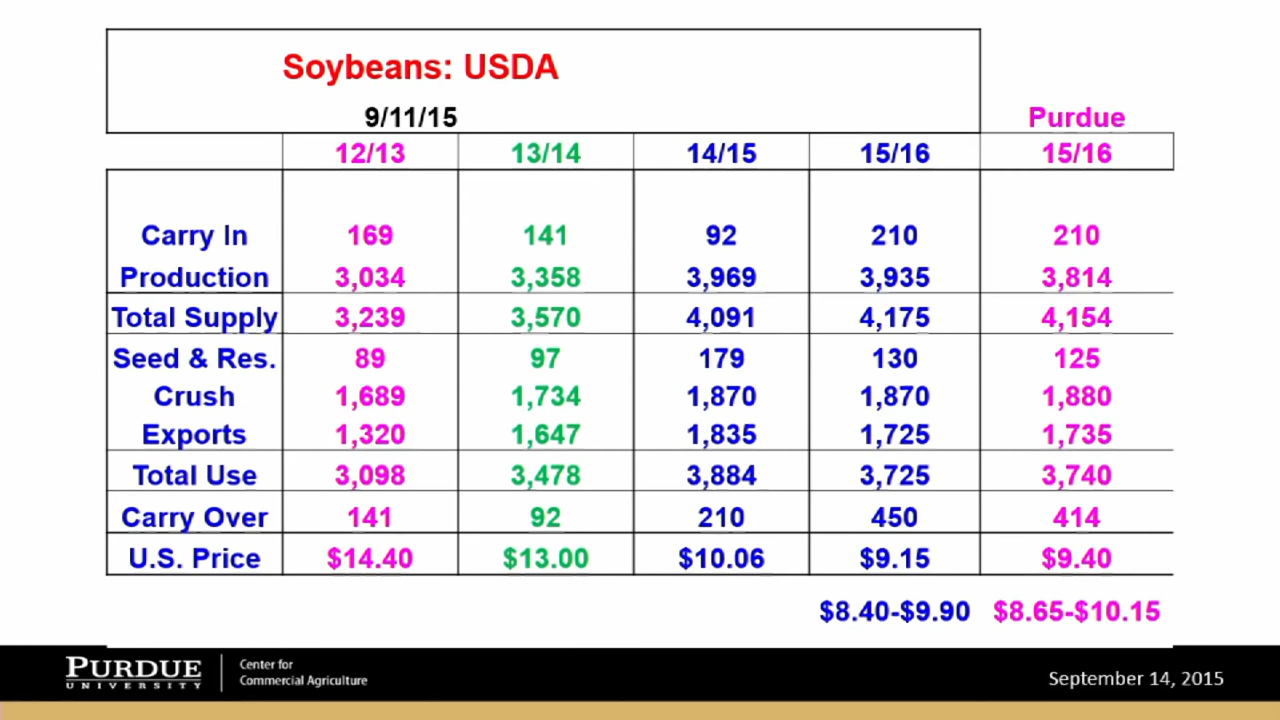 Soybeans: USDA
9/11/15 Purdue
12/13 13/14 14/15 15/16 15/16
Carry In 169 141 92 210 210
Production 3,034 3,358 3,969 3,935 3,814
Total Supply 3,239 3,570 4,091 4,175 4,154
Seed & Res. 89 97 179 130 125
Crush 1,689 1,734 1,870 1,870 1,880
Exports 1,320 1,647 1,835 1,725 1,735
Total Use 3,098 3,478 3,884 3,725 3,740
Carry Over 141 92 210 450 414
U.S. Price $14.40 $13.00 $10.06 $9.15 $9.40
$8.40-$9.90 $8.65-$10.15
PURDUE
UNIVERSITY
Center for
Commercial Agriculture
September 14, 2015